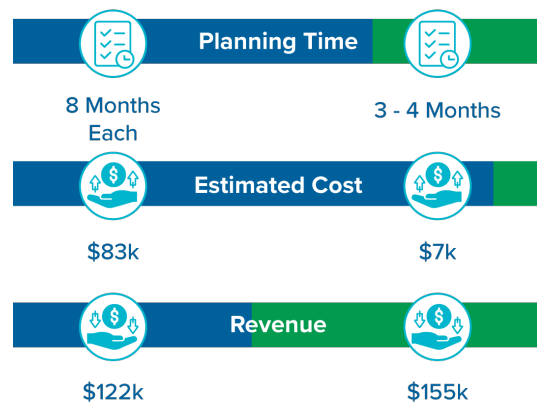 Planning Time
8 Months
Each
3 - 4 Months
Estimated Cost
$83k
$7k
Revenue
$122k
$155k